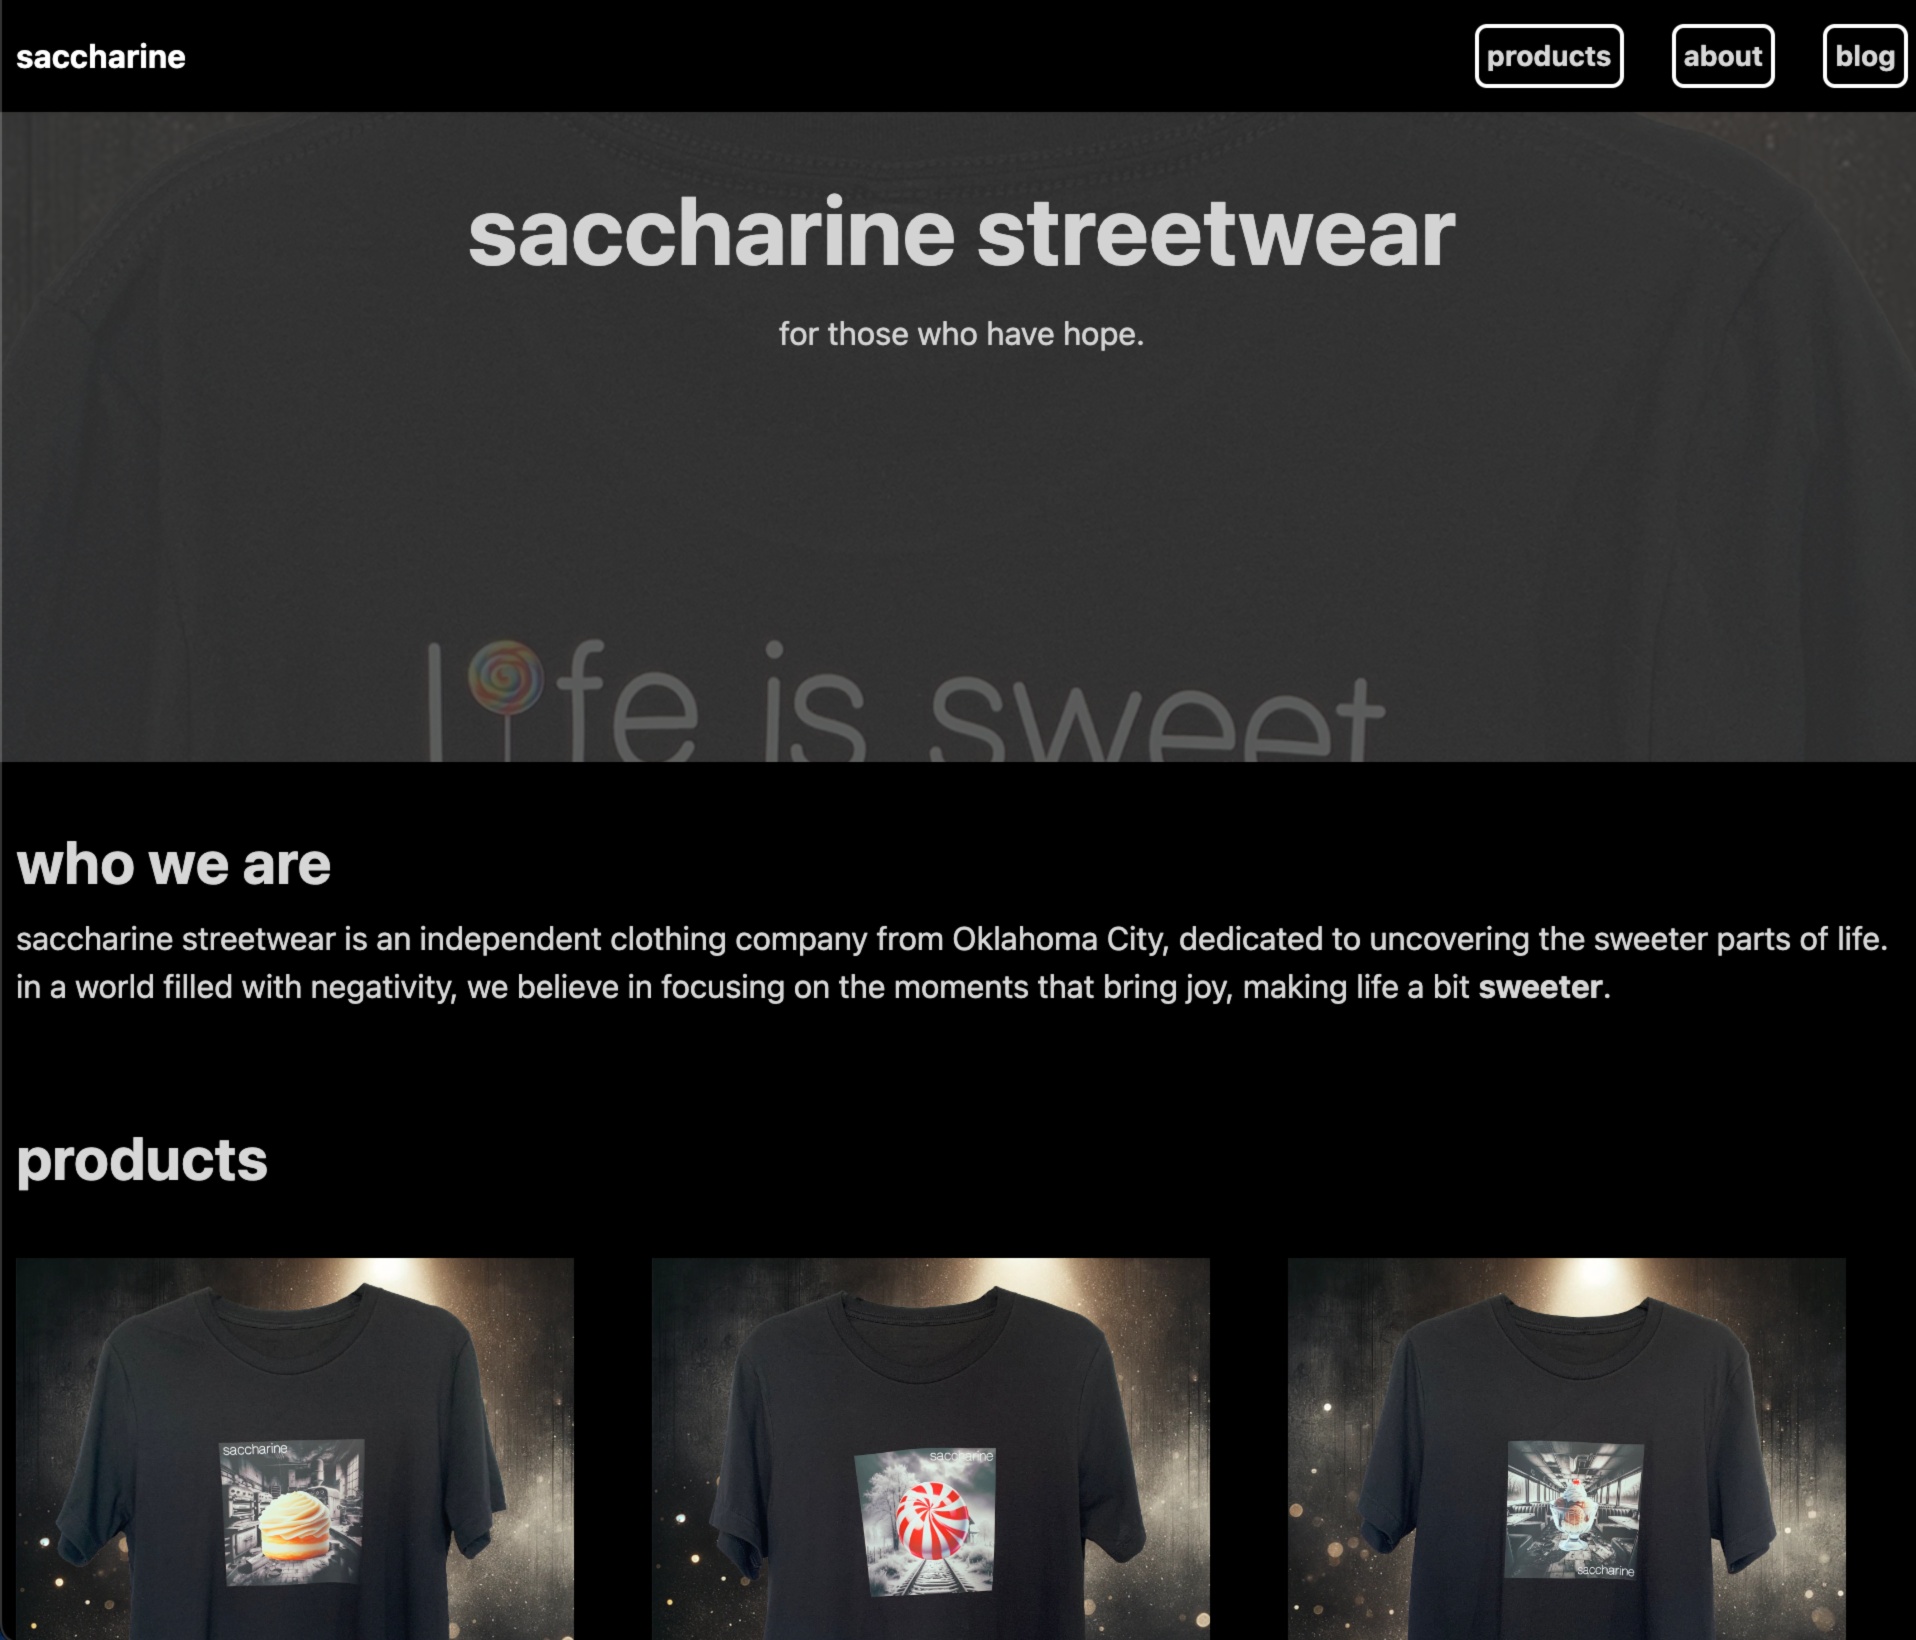 saccharine
products
about
blog
saccharine streetwear
for those who have hope.
life is sweet
who we are
saccharine streetwear is an independent clothing company from Oklahoma City, dedicated to uncovering the sweeter parts of life.
in a world filled with negativity, we believe in focusing on the moments that bring joy, making life a bit sweeter.
products
saccharine
saccharine
saccharine